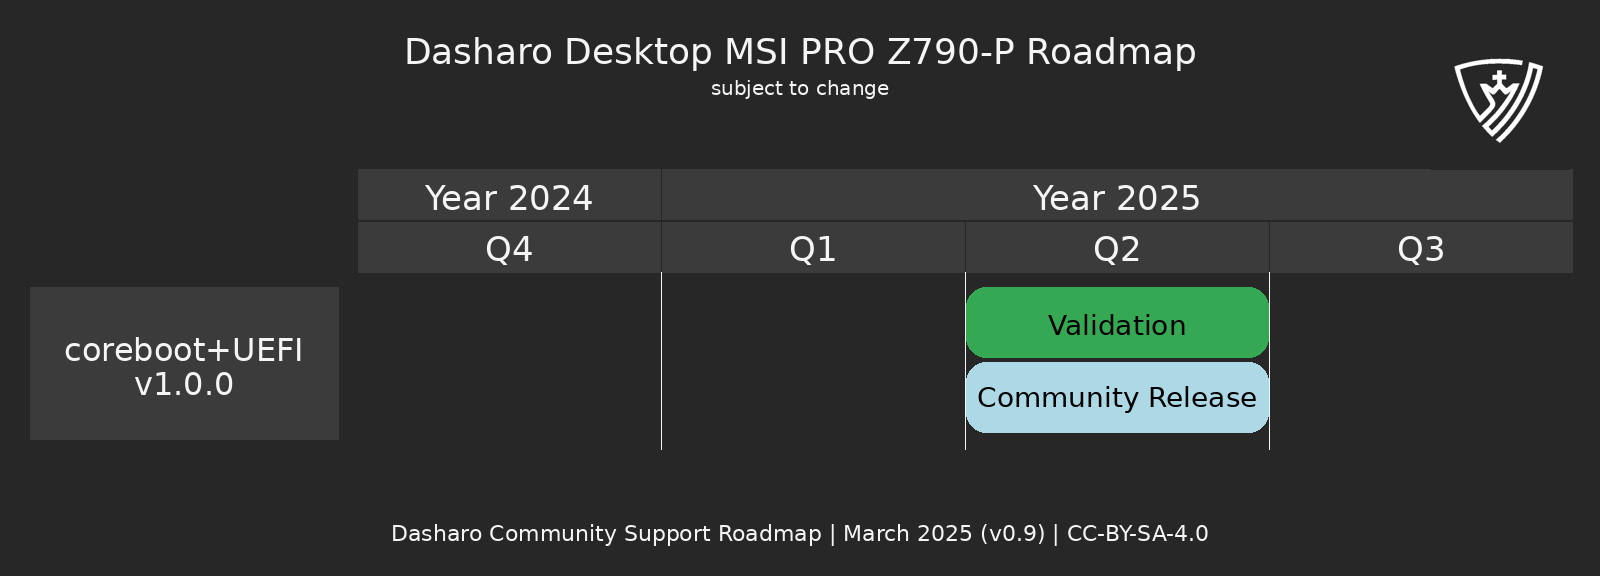 Dasharo Desktop MSI PRO Z790-P Roadmap
subject to change
Year 2024
Year 2025
Q4
Q1
Q2
Q3
coreboot+UEFI
v1.0.0
Validation
Community Release
Dasharo Community Support Roadmap | March 2025 (v0.9) | CC-BY-SA-4.0